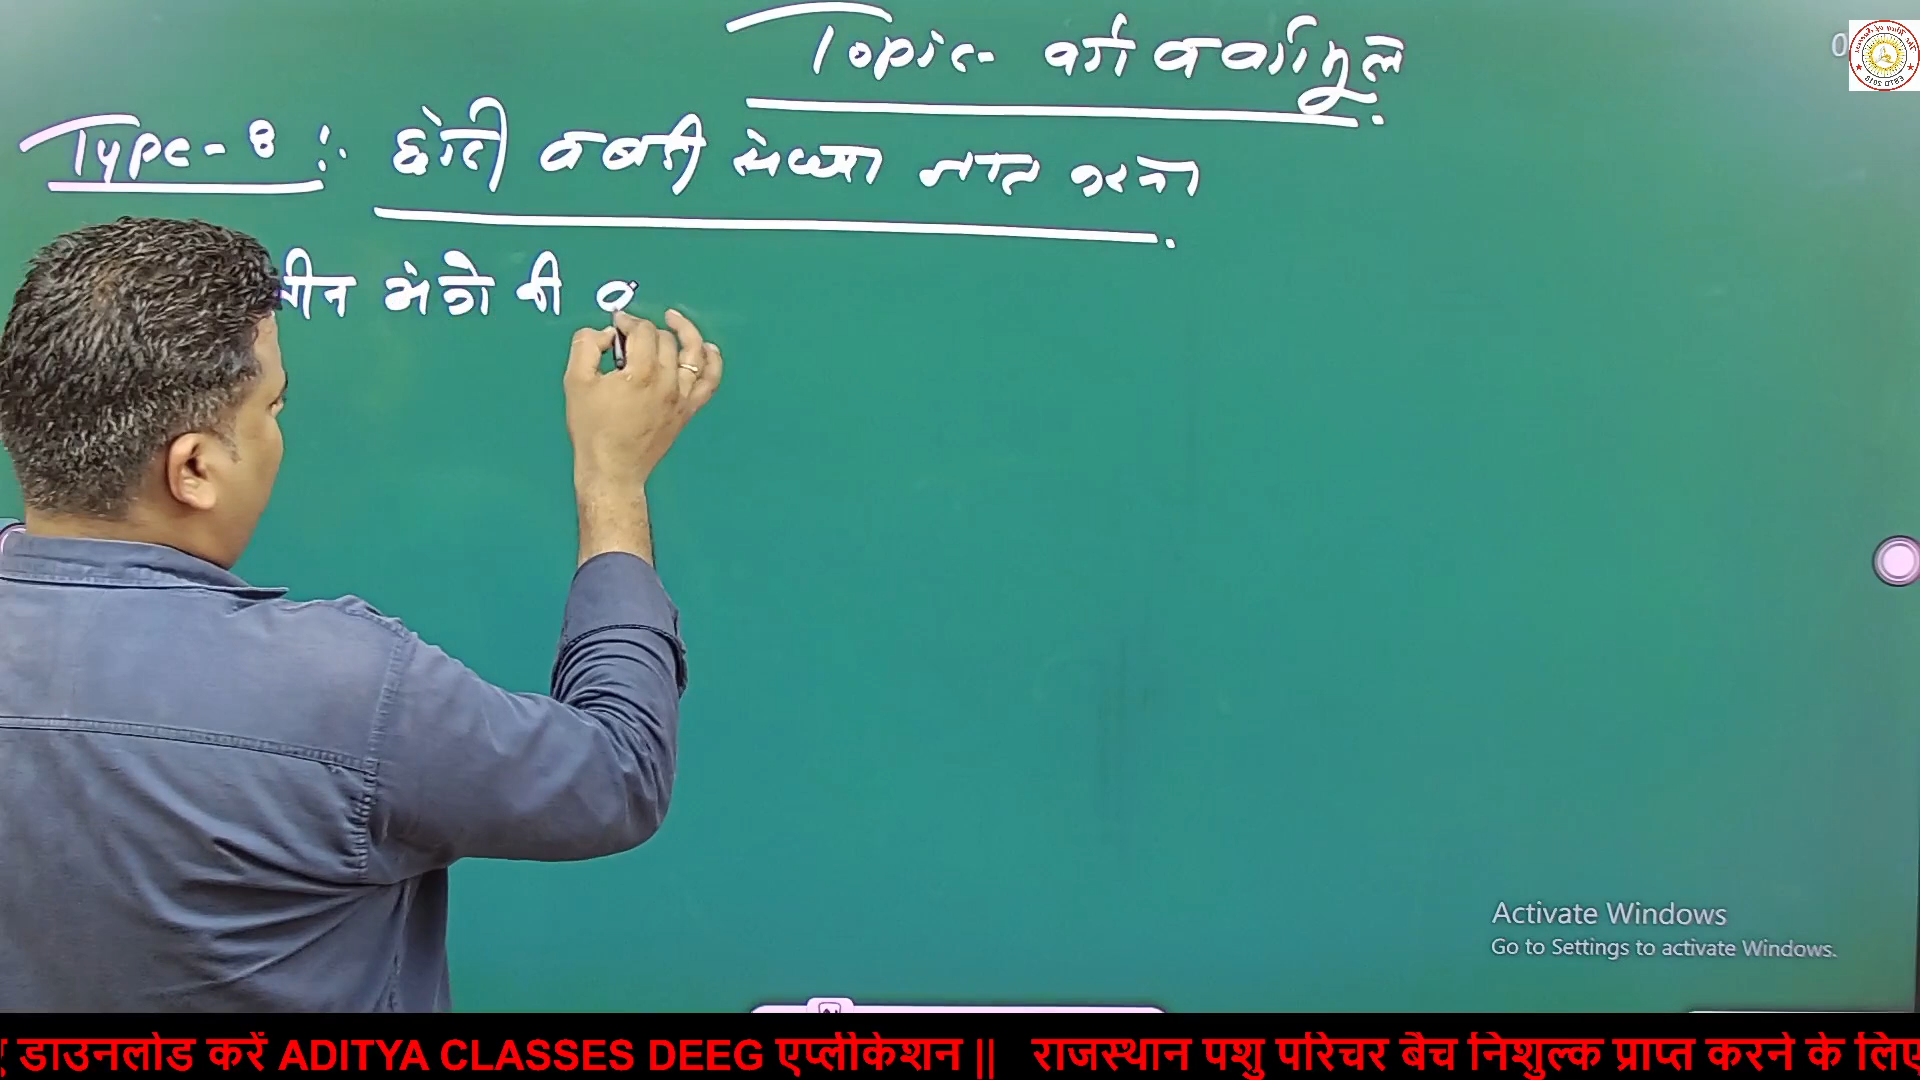 Topic- वर्ग व वर्गमूल
Type-8 :- छोटी व बड़ी संख्या ज्ञात करना
तीन अंको की
Activate Windows
Go to Settings to activate Windows.
डाउनलोड करें ADITYA CLASSES DEEG एप्लीकेशन || राजस्थान पशु परिचर बैच निशुल्क प्राप्त करने के लिए